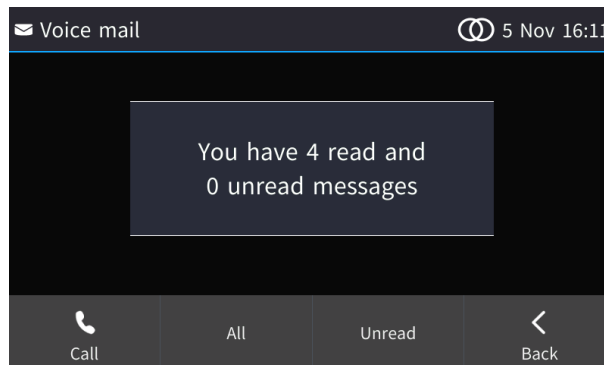 Voice mail
5 Nov 16:11
You have 4 read and
0 unread messages
Call
All
Unread
Back